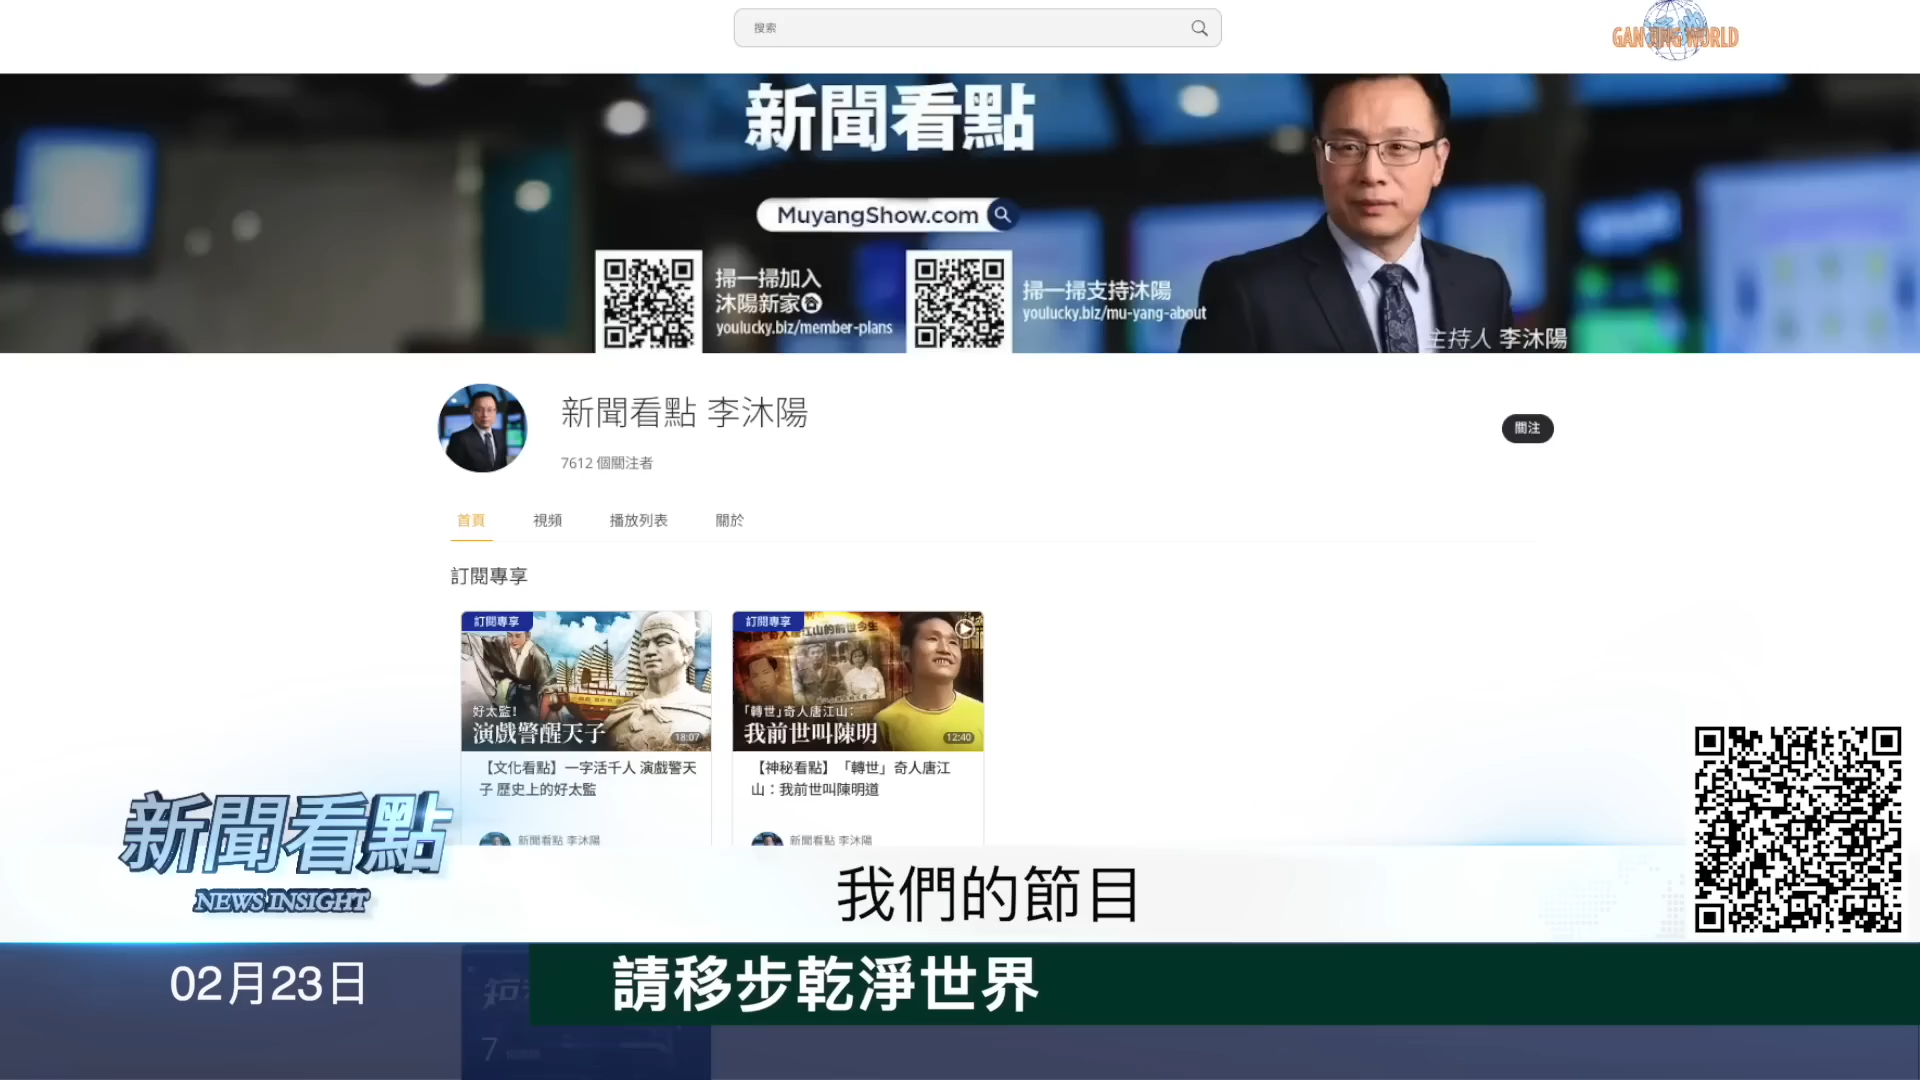 搜索
GAN JING WORLD
新聞看點
MuyangShow.com
掃一掃加入
沐陽新家
youlucky.biz/member-plans
掃一掃支持沐陽
youlucky.biz/mu-yang-about
主持人 李沐陽
新聞看點 李沐陽
7612 個關注者
關注
首頁
視頻
播放列表
關於
訂閱專享
訂閱專享
好太監!
演戲警醒天子
18:07
【文化看點】一字活千人 演戲警天
子 歷史上的好太監
新聞看點 李沐陽
訂閱專享
「轉世」奇人唐江山:
我前世叫陳明
12:40
【神秘看點】「轉世」奇人唐江
山：我前世叫陳明道
新聞看點 李沐陽
新聞看點
NEWS INSIGHT
我們的節目
02月23日
請移步乾淨世界
7